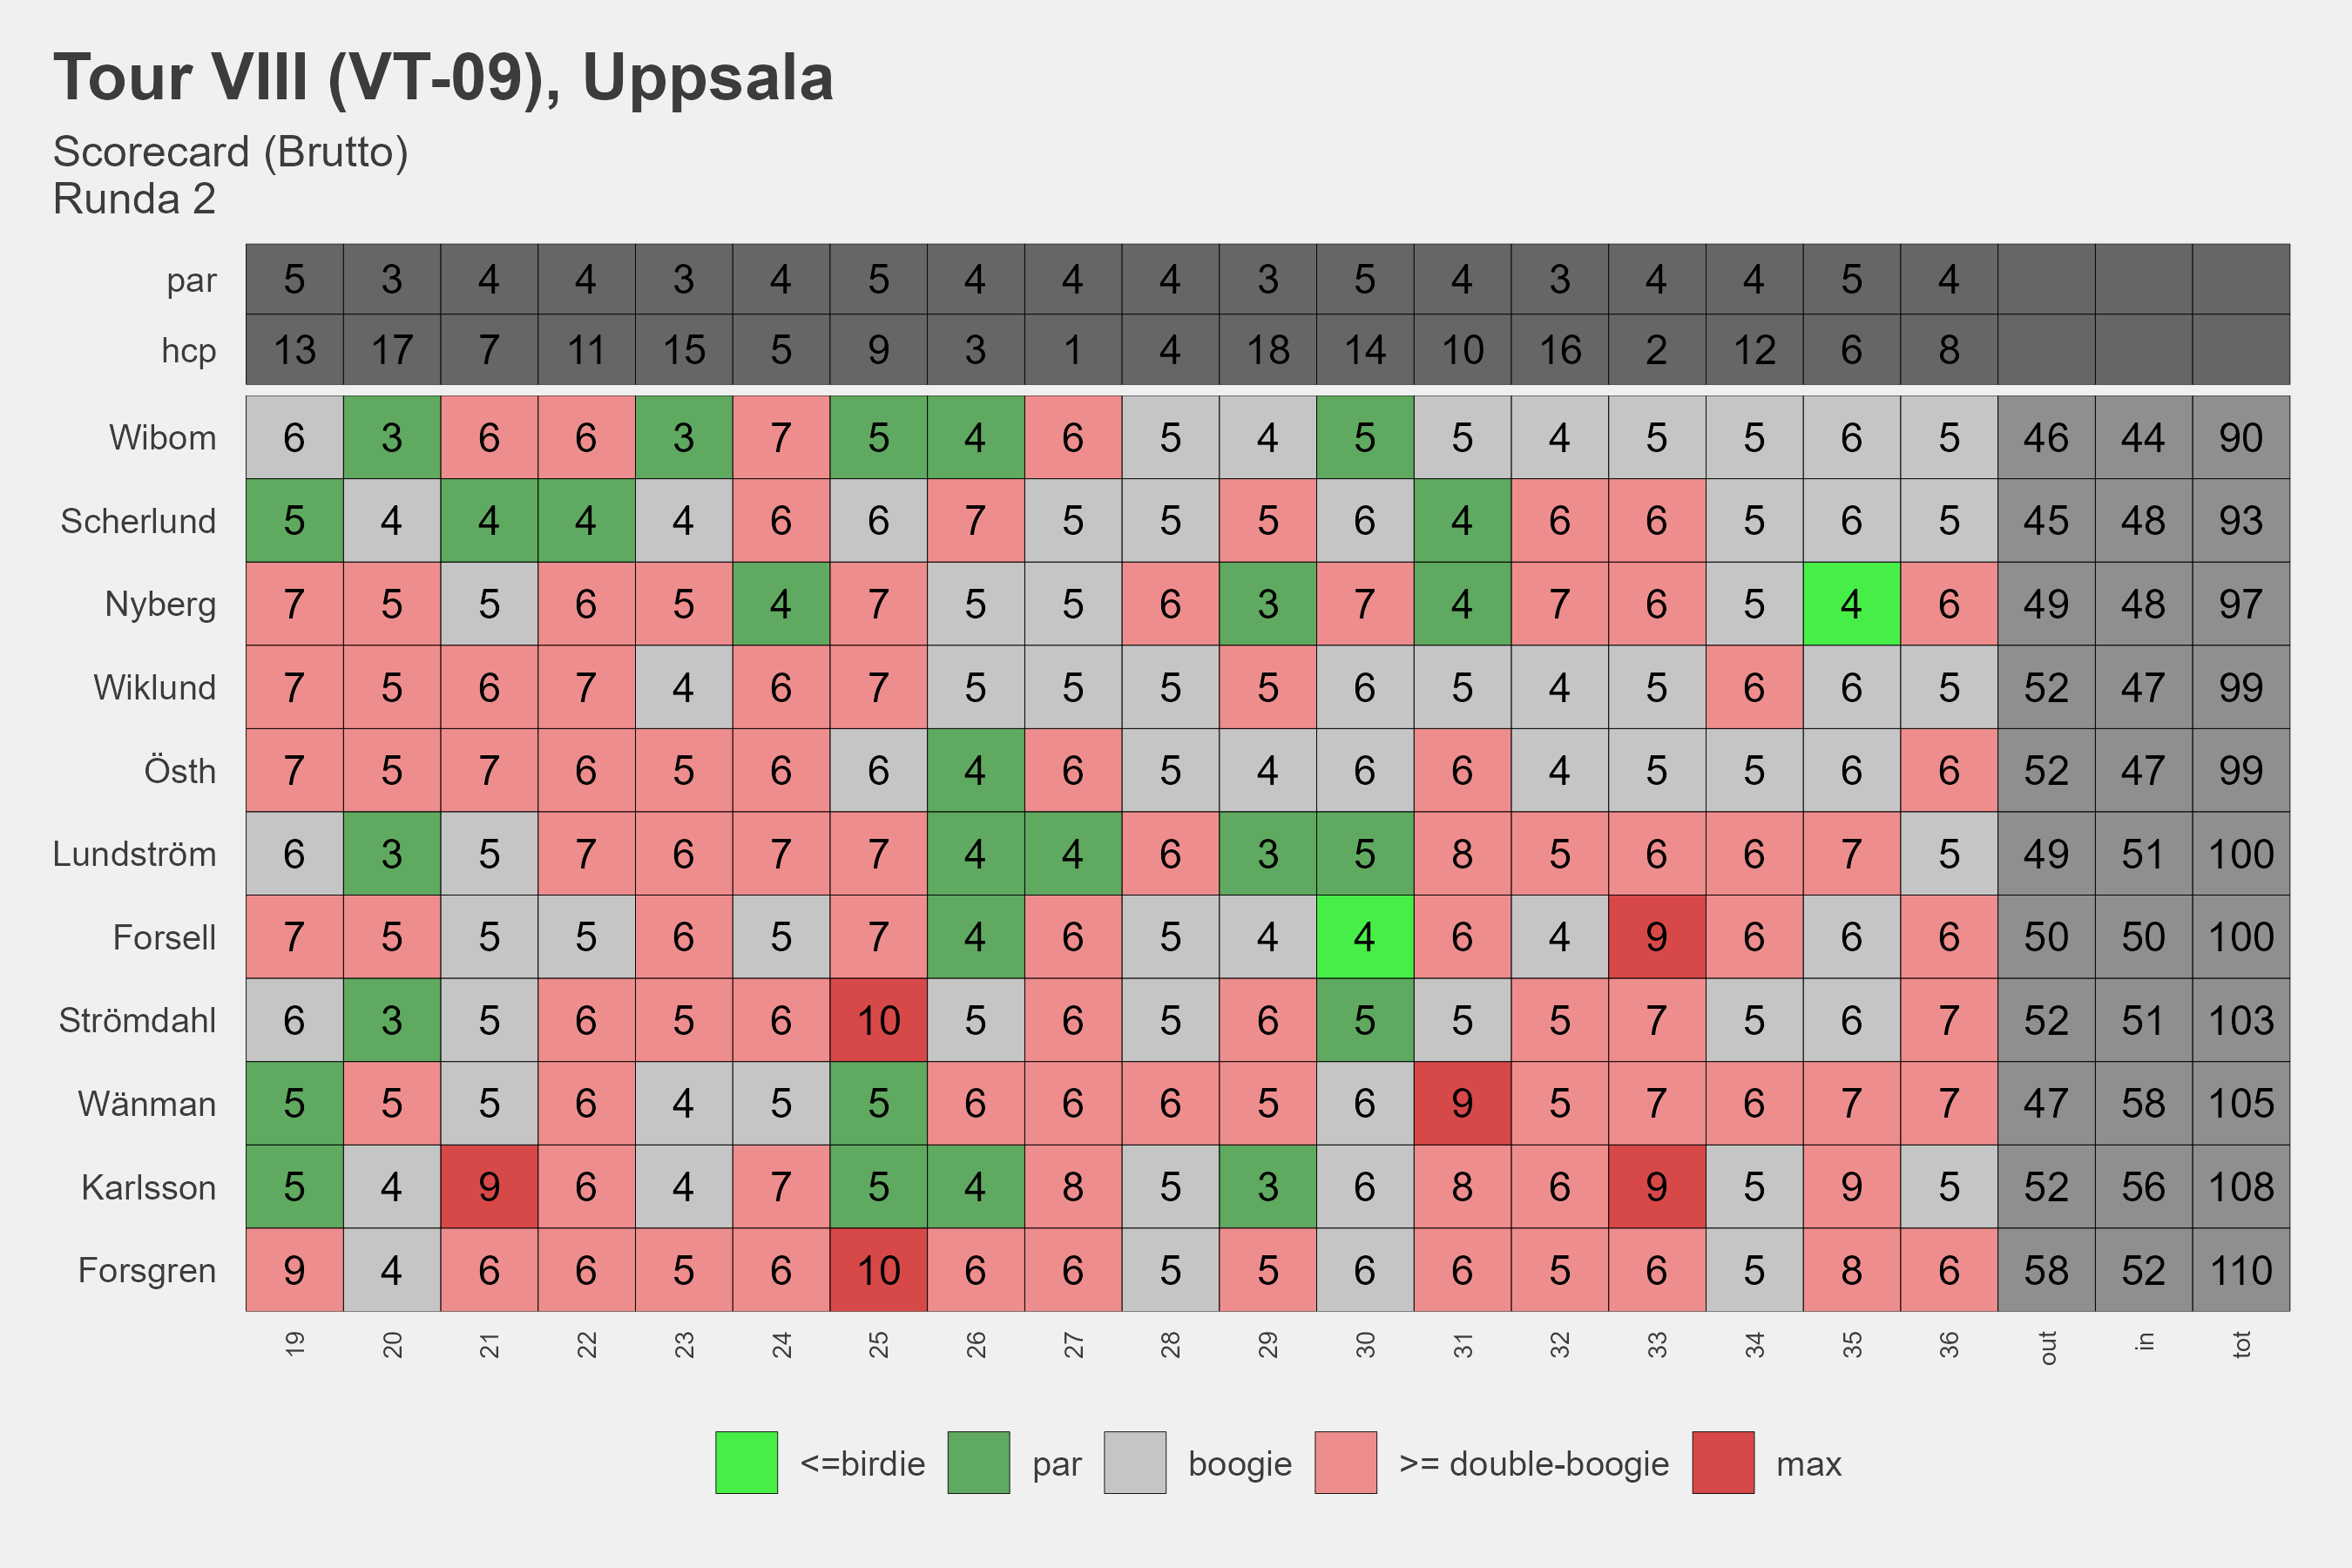 Tour VIII (VT-09), Uppsala
Scorecard (Brutto)
Runda 2
par 5 3 4 4 3 4 5 4 4 4 3 5 4 3 4 4 5 4
hcp 13 17 7 11 15 5 9 3 1 4 18 14 10 16 2 12 6 8
Wibom 6 3 6 6 3 7 5 4 6 5 4 5 5 4 5 5 6 5 46 44 90
Scherlund 5 4 4 4 4 6 6 7 5 5 5 6 4 6 6 5 6 5 45 48 93
Nyberg 7 5 5 6 5 4 7 5 5 6 3 7 4 7 6 5 4 6 49 48 97
Wiklund 7 5 6 7 4 6 7 5 5 5 5 6 5 4 5 6 6 5 52 47 99
Östh 7 5 7 6 5 6 6 4 6 5 4 6 6 4 5 5 6 6 52 47 99
Lundström 6 3 5 7 6 7 7 4 4 6 3 5 8 5 6 6 7 5 49 51 100
Forsell 7 5 5 5 6 5 7 4 6 5 4 4 6 4 9 6 6 6 50 50 100
Strömdahl 6 3 5 6 5 6 10 5 6 5 6 5 5 5 7 5 6 7 52 51 103
Wänman 5 5 5 6 4 5 5 6 6 6 5 6 9 5 7 6 7 7 47 58 105
Karlsson 5 4 9 6 4 7 5 4 8 5 3 6 8 6 9 5 9 5 52 56 108
Forsgren 9 4 6 6 5 6 10 6 6 5 5 6 6 5 6 5 8 6 58 52 110
19 20 21 22 23 24 25 26 27 28 29 30 31 32 33 34 35 36 out in tot
<=birdie par boogie >= double-boogie max